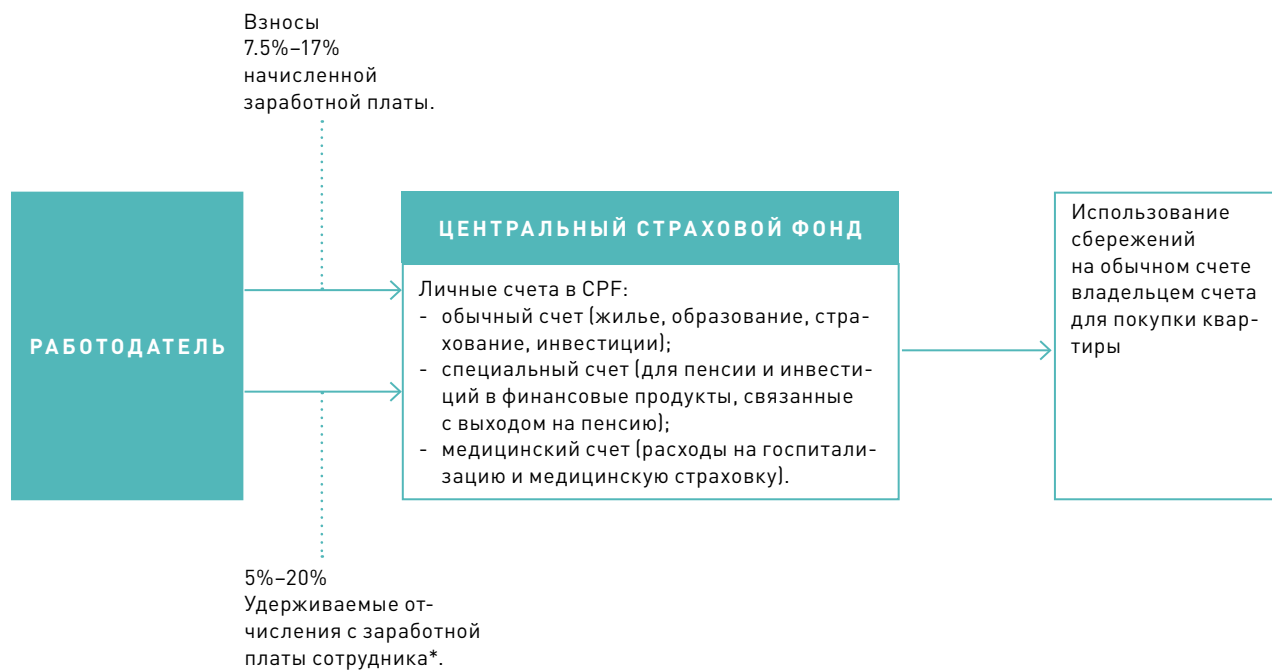 Взносы
7.5%–17%
начисленной
заработной платы.
РАБОТОДАТЕЛЬ
ЦЕНТРАЛЬНЫЙ СТРАХОВОЙ ФОНД
Личные счета в CPF:
- обычный счет (жилье, образование, стра-
хование, инвестиции);
- специальный счет (для пенсии и инвести-
ций в финансовые продукты, связанные
с выходом на пенсию);
- медицинский счет (расходы на госпитали-
зацию и медицинскую страховку).
Использование
сбережений
на обычном счете
владельцем счета
для покупки квар-
тиры
5%–20%
Удерживаемые от-
числения с заработной
платы сотрудника*.